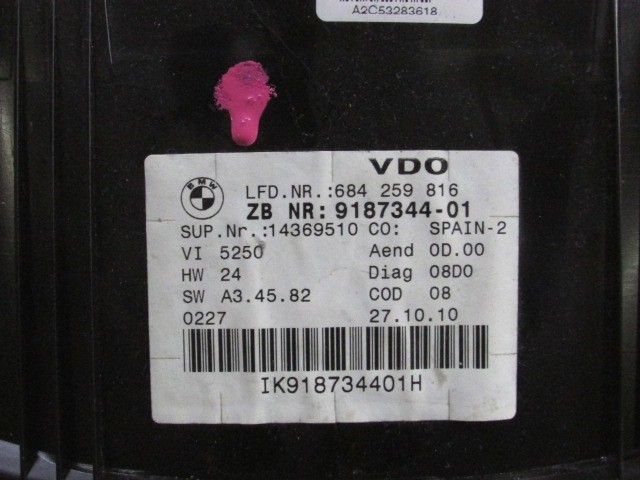 A2C53283618
VDO
BMW
LFD.NR.:684 259 816
ZB NR: 9187344-01
SUP.Nr.:14369510 CO: SPAIN-2
VI 5250 Aend 0D.00
HW 24 Diag 08D0
SW A3.45.82 COD 08
0227 27.10.10
IK918734401H